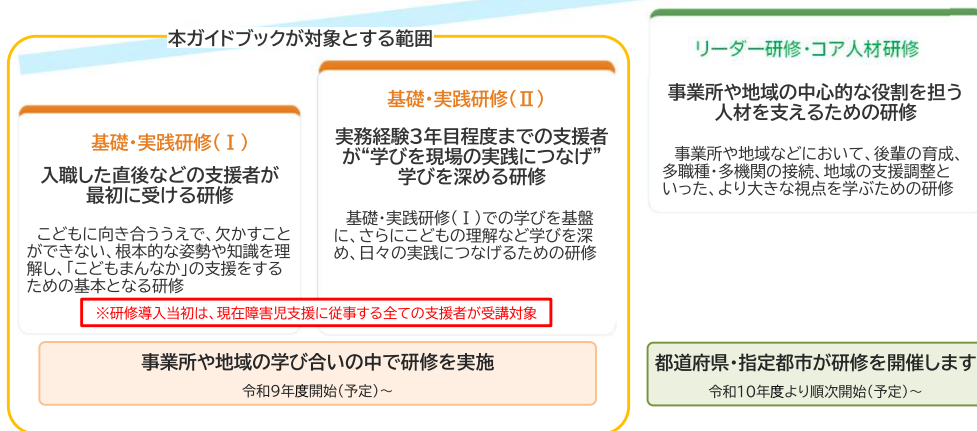 本ガイドブックが対象とする範囲
基礎・実践研修(Ⅰ)
入職した直後などの支援者が
最初に受ける研修
こどもに向き合ううえで、欠かすこと
ができない、根本的な姿勢や知識を理
解し、「こどもまんなか」の支援をする
ための基本となる研修
基礎・実践研修(Ⅱ)
実務経験3年目程度までの支援者
が“学びを現場の実践につなげ”
学びを深める研修
基礎・実践研修(Ⅰ)での学びを基盤
に、さらにこどもの理解など学びを深
め、日々の実践につなげるための研修
※研修導入当初は、現在障害児支援に従事する全ての支援者が受講対象
事業所や地域の学び合いの中で研修を実施
令和9年度開始(予定)~
リーダー研修・コア人材研修
事業所や地域の中心的な役割を担う
人材を支えるための研修
事業所や地域などにおいて、後輩の育成、
多職種・多機関の接続、地域の支援調整と
いった、より大きな視点を学ぶための研修
都道府県・指定都市が研修を開催します
令和10年度より順次開始(予定)~